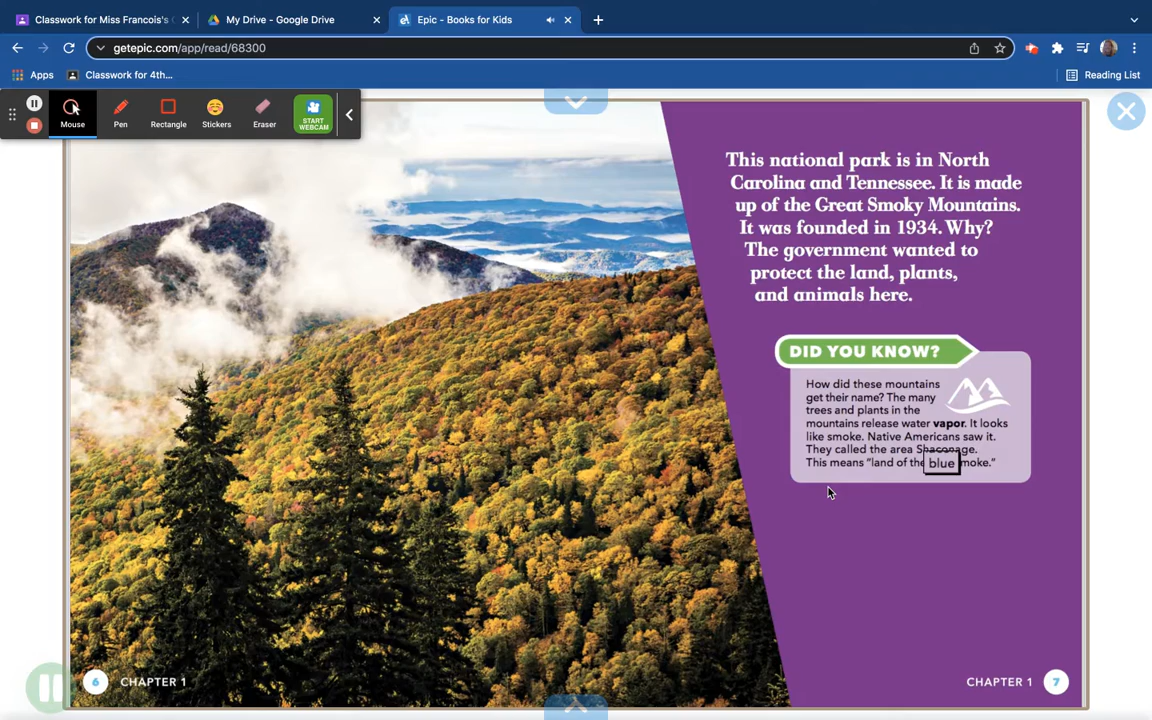 Classwork for Miss Francois's
My Drive - Google Drive
Epic - Books for Kids
getepic.com/app/read/68300
Apps
Classwork for 4th...
Reading List
Mouse
Pen
Rectangle
Stickers
Eraser
START
WEBCAM
This national park is in North
Carolina and Tennessee. It is made
up of the Great Smoky Mountains.
It was founded in 1934. Why?
The government wanted to
protect the land, plants,
and animals here.
DID YOU KNOW?
How did these mountains
get their name? The many
trees and plants in the
mountains release water vapor. It looks
like smoke. Native Americans saw it.
They called the area
This means "land of the blue smoke."
6 CHAPTER 1
CHAPTER 1 7